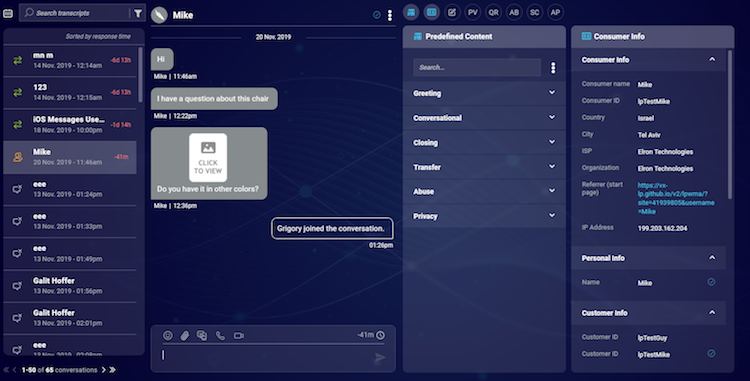 Search transcripts
Sorted by response time
mn m
14 Nov. 2019 - 12:14am
-6d 13h
123
14 Nov. 2019 - 12:15am
-6d 13h
iOS Messages Use...
18 Nov. 2019 - 10:00pm
-1d 14h
Mike
20 Nov. 2019 - 11:46am
-41m
eee
13 Nov. 2019 - 01:24pm
eee
13 Nov. 2019 - 01:33pm
eee
13 Nov. 2019 - 01:49pm
Galit Hoffer
13 Nov. 2019 - 01:56pm
Galit Hoffer
13 Nov. 2019 - 02:01pm
eee
13 Nov. 2019 - 02:08pm
1-50 of 65 conversations
Mike
20 Nov. 2019
Hi
Mike | 11:46am
I have a question about this chair
Mike | 12:22pm
CLICK
TO VIEW
Do you have it in other colors?
Mike | 12:36pm
Grigory joined the conversation.
01:26pm
-41m
PV QR AB SC AP
Predefined Content
Search...
Greeting
Conversational
Closing
Transfer
Abuse
Privacy
Consumer Info
Consumer Info
Consumer name Mike
Consumer ID lpTestMike
Country Israel
City Tel Aviv
ISP Elron Technologies
Organization Elron Technologies
Referrer (start
page)
https://vx-
lp.github.io/v2/lpwma/?
site=41939805&username
=Mike
IP Address 199.203.162.204
Personal Info
Name Mike
Customer Info
Customer ID lpTestGuy
Customer ID lpTestMike